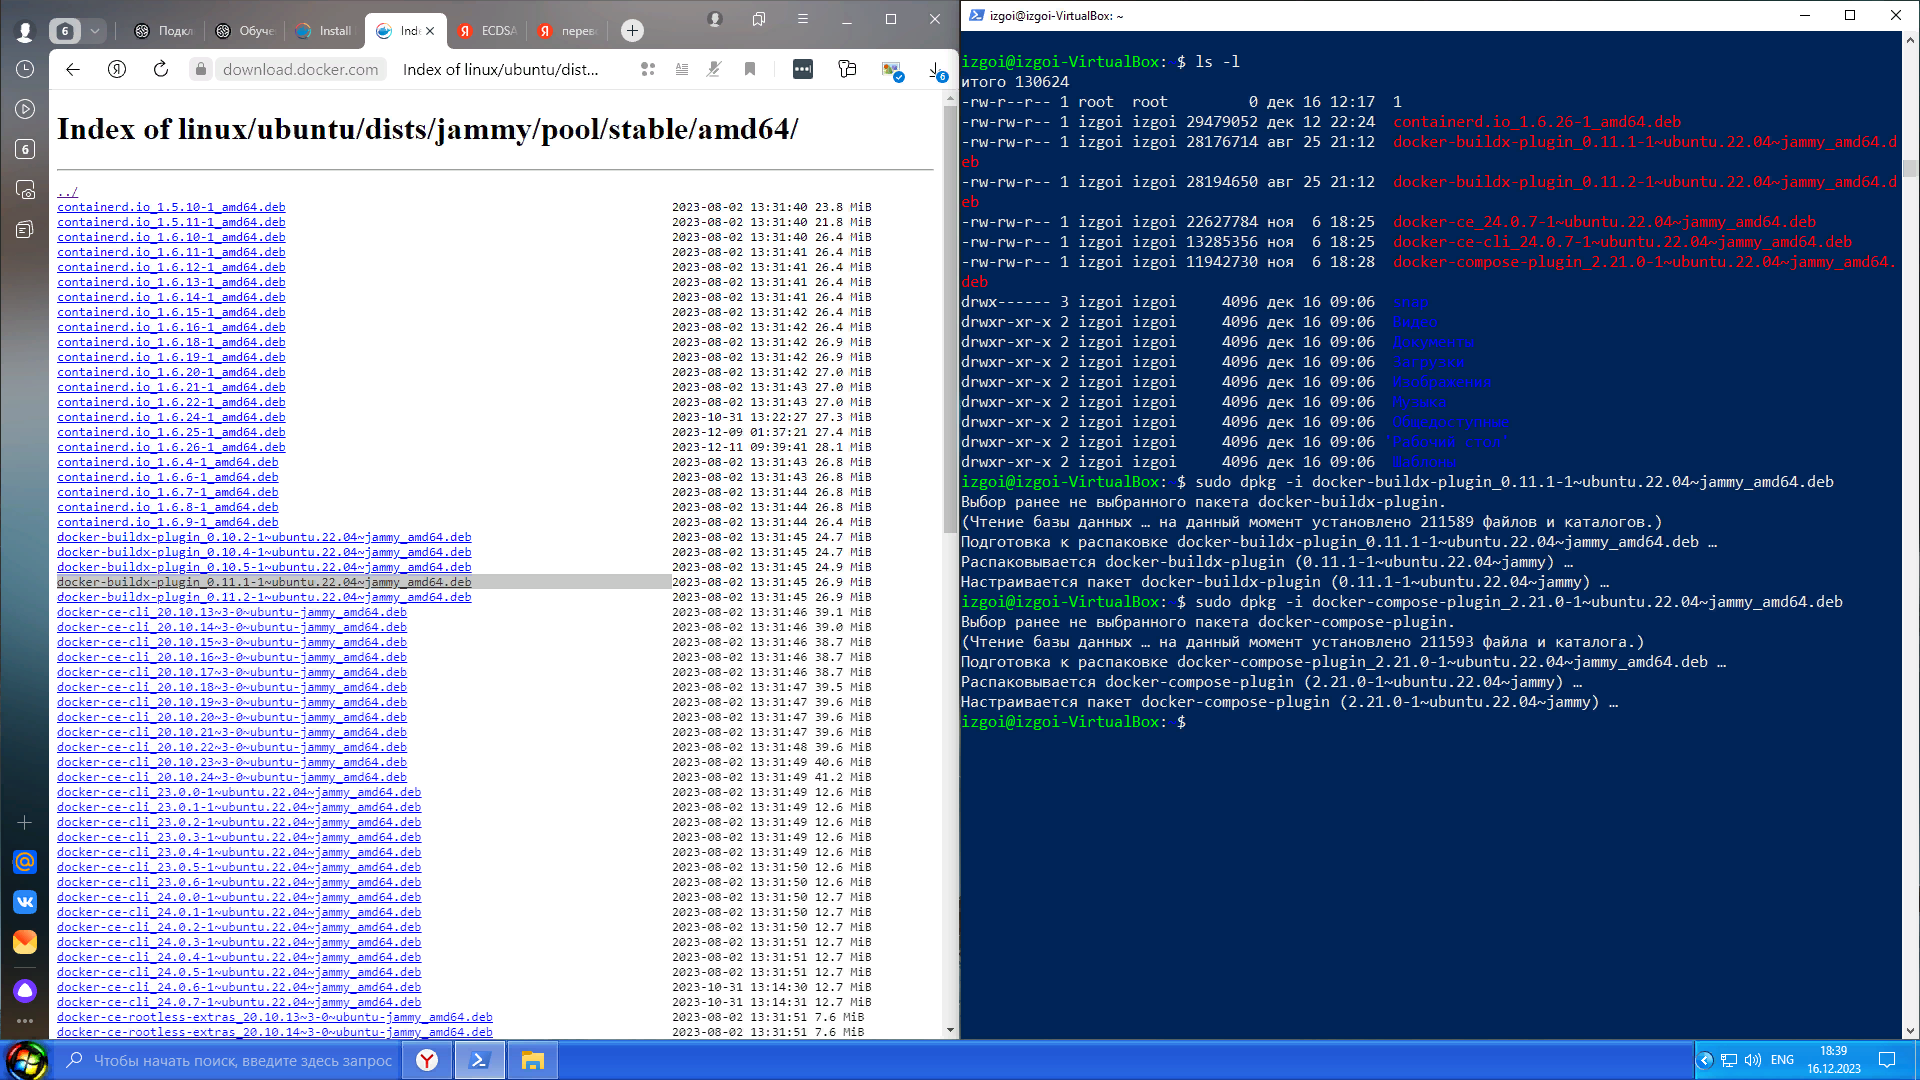 6
Подкл
Обуче
Install
Inde
ECDSA
перев
download.docker.com
Index of linux/ubuntu/dist...
6
6
Index of linux/ubuntu/dists/jammy/pool/stable/amd64/
../
containerd.io_1.5.10-1_amd64.deb 2023-08-02 13:31:40 23.8 MiB
containerd.io_1.5.11-1_amd64.deb 2023-08-02 13:31:40 21.8 MiB
containerd.io_1.6.10-1_amd64.deb 2023-08-02 13:31:40 26.4 MiB
containerd.io_1.6.11-1_amd64.deb 2023-08-02 13:31:41 26.4 MiB
containerd.io_1.6.12-1_amd64.deb 2023-08-02 13:31:41 26.4 MiB
containerd.io_1.6.13-1_amd64.deb 2023-08-02 13:31:41 26.4 MiB
containerd.io_1.6.14-1_amd64.deb 2023-08-02 13:31:41 26.4 MiB
containerd.io_1.6.15-1_amd64.deb 2023-08-02 13:31:42 26.4 MiB
containerd.io_1.6.16-1_amd64.deb 2023-08-02 13:31:42 26.4 MiB
containerd.io_1.6.18-1_amd64.deb 2023-08-02 13:31:42 26.9 MiB
containerd.io_1.6.19-1_amd64.deb 2023-08-02 13:31:42 26.9 MiB
containerd.io_1.6.20-1_amd64.deb 2023-08-02 13:31:42 27.0 MiB
containerd.io_1.6.21-1_amd64.deb 2023-08-02 13:31:43 27.0 MiB
containerd.io_1.6.22-1_amd64.deb 2023-08-02 13:31:43 27.0 MiB
containerd.io_1.6.24-1_amd64.deb 2023-10-31 13:22:27 27.3 MiB
containerd.io_1.6.25-1_amd64.deb 2023-12-09 01:37:21 27.4 MiB
containerd.io_1.6.26-1_amd64.deb 2023-12-11 09:39:41 28.1 MiB
containerd.io_1.6.4-1_amd64.deb 2023-08-02 13:31:43 26.8 MiB
containerd.io_1.6.6-1_amd64.deb 2023-08-02 13:31:43 26.8 MiB
containerd.io_1.6.7-1_amd64.deb 2023-08-02 13:31:44 26.8 MiB
containerd.io_1.6.8-1_amd64.deb 2023-08-02 13:31:44 26.8 MiB
containerd.io_1.6.9-1_amd64.deb 2023-08-02 13:31:44 26.4 MiB
docker-buildx-plugin_0.10.2-1~ubuntu.22.04~jammy_amd64.deb 2023-08-02 13:31:45 24.7 MiB
docker-buildx-plugin_0.10.4-1~ubuntu.22.04~jammy_amd64.deb 2023-08-02 13:31:45 24.7 MiB
docker-buildx-plugin_0.10.5-1~ubuntu.22.04~jammy_amd64.deb 2023-08-02 13:31:45 24.9 MiB
docker-buildx-plugin_0.11.1-1~ubuntu.22.04~jammy_amd64.deb 2023-08-02 13:31:45 26.9 MiB
docker-buildx-plugin_0.11.2-1~ubuntu.22.04~jammy_amd64.deb 2023-08-02 13:31:45 26.9 MiB
docker-ce-cli_20.10.13~3-0~ubuntu-jammy_amd64.deb 2023-08-02 13:31:46 39.1 MiB
docker-ce-cli_20.10.14~3-0~ubuntu-jammy_amd64.deb 2023-08-02 13:31:46 39.0 MiB
docker-ce-cli_20.10.15~3-0~ubuntu-jammy_amd64.deb 2023-08-02 13:31:46 38.7 MiB
docker-ce-cli_20.10.16~3-0~ubuntu-jammy_amd64.deb 2023-08-02 13:31:46 38.7 MiB
docker-ce-cli_20.10.17~3-0~ubuntu-jammy_amd64.deb 2023-08-02 13:31:46 38.7 MiB
docker-ce-cli_20.10.18~3-0~ubuntu-jammy_amd64.deb 2023-08-02 13:31:47 39.5 MiB
docker-ce-cli_20.10.19~3-0~ubuntu-jammy_amd64.deb 2023-08-02 13:31:47 39.6 MiB
docker-ce-cli_20.10.20~3-0~ubuntu-jammy_amd64.deb 2023-08-02 13:31:47 39.6 MiB
docker-ce-cli_20.10.21~3-0~ubuntu-jammy_amd64.deb 2023-08-02 13:31:47 39.6 MiB
docker-ce-cli_20.10.22~3-0~ubuntu-jammy_amd64.deb 2023-08-02 13:31:48 39.6 MiB
docker-ce-cli_20.10.23~3-0~ubuntu-jammy_amd64.deb 2023-08-02 13:31:49 40.6 MiB
docker-ce-cli_20.10.24~3-0~ubuntu-jammy_amd64.deb 2023-08-02 13:31:49 41.2 MiB
docker-ce-cli_23.0.0-1~ubuntu.22.04~jammy_amd64.deb 2023-08-02 13:31:49 12.6 MiB
docker-ce-cli_23.0.1-1~ubuntu.22.04~jammy_amd64.deb 2023-08-02 13:31:49 12.6 MiB
docker-ce-cli_23.0.2-1~ubuntu.22.04~jammy_amd64.deb 2023-08-02 13:31:49 12.6 MiB
docker-ce-cli_23.0.3-1~ubuntu.22.04~jammy_amd64.deb 2023-08-02 13:31:49 12.6 MiB
docker-ce-cli_23.0.4-1~ubuntu.22.04~jammy_amd64.deb 2023-08-02 13:31:49 12.6 MiB
docker-ce-cli_23.0.5-1~ubuntu.22.04~jammy_amd64.deb 2023-08-02 13:31:50 12.6 MiB
docker-ce-cli_23.0.6-1~ubuntu.22.04~jammy_amd64.deb 2023-08-02 13:31:50 12.6 MiB
docker-ce-cli_24.0.0-1~ubuntu.22.04~jammy_amd64.deb 2023-08-02 13:31:50 12.7 MiB
docker-ce-cli_24.0.1-1~ubuntu.22.04~jammy_amd64.deb 2023-08-02 13:31:50 12.7 MiB
docker-ce-cli_24.0.2-1~ubuntu.22.04~jammy_amd64.deb 2023-08-02 13:31:50 12.7 MiB
docker-ce-cli_24.0.3-1~ubuntu.22.04~jammy_amd64.deb 2023-08-02 13:31:51 12.7 MiB
docker-ce-cli_24.0.4-1~ubuntu.22.04~jammy_amd64.deb 2023-08-02 13:31:51 12.7 MiB
docker-ce-cli_24.0.5-1~ubuntu.22.04~jammy_amd64.deb 2023-08-02 13:31:51 12.7 MiB
docker-ce-cli_24.0.6-1~ubuntu.22.04~jammy_amd64.deb 2023-10-31 13:14:30 12.7 MiB
docker-ce-cli_24.0.7-1~ubuntu.22.04~jammy_amd64.deb 2023-10-31 13:14:31 12.7 MiB
docker-ce-rootless-extras_20.10.13~3-0~ubuntu-jammy_amd64.deb 2023-08-02 13:31:51 7.6 MiB
docker-ce-rootless-extras_20.10.14~3-0~ubuntu-jammy_amd64.deb 2023-08-02 13:31:51 7.6 MiB
izgoi@izgoi-VirtualBox: ~
izgoi@izgoi-VirtualBox: $ ls -l
итого 130624
-rw-r--r-- 1 root root 0 дек 16 12:17 1
-rw-rw-r-- 1 izgoi izgoi 29479052 дек 12 22:24 containerd.io_1.6.26-1_amd64.deb
-rw-rw-r-- 1 izgoi izgoi 28176714 авг 25 21:12 docker-buildx-plugin_0.11.1-1~ubuntu.22.04~jammy_amd64.d
eb
-rw-rw-r-- 1 izgoi izgoi 28194650 авг 25 21:12 docker-buildx-plugin_0.11.2-1~ubuntu.22.04~jammy_amd64.d
eb
-rw-rw-r-- 1 izgoi izgoi 22627784 ноя 6 18:25 docker-ce_24.0.7-1~ubuntu.22.04~jammy_amd64.deb
-rw-rw-r-- 1 izgoi izgoi 13285356 ноя 6 18:25 docker-ce-cli_24.0.7-1~ubuntu.22.04~jammy_amd64.deb
-rw-rw-r-- 1 izgoi izgoi 11942730 ноя 6 18:28 docker-compose-plugin_2.21.0-1~ubuntu.22.04~jammy_amd64.
deb
drwx------ 3 izgoi izgoi 4096 дек 16 09:06 snap
drwxr-xr-x 2 izgoi izgoi 4096 дек 16 09:06 Видео
drwxr-xr-x 2 izgoi izgoi 4096 дек 16 09:06 Документы
drwxr-xr-x 2 izgoi izgoi 4096 дек 16 09:06 Загрузки
drwxr-xr-x 2 izgoi izgoi 4096 дек 16 09:06 Изображения
drwxr-xr-x 2 izgoi izgoi 4096 дек 16 09:06 Музыка
drwxr-xr-x 2 izgoi izgoi 4096 дек 16 09:06 Общедоступные
drwxr-xr-x 2 izgoi izgoi 4096 дек 16 09:06 'Рабочий стол'
drwxr-xr-x 2 izgoi izgoi 4096 дек 16 09:06 Шаблоны
izgoi@izgoi-VirtualBox: $ sudo dpkg -i docker-buildx-plugin_0.11.1-1~ubuntu.22.04~jammy_amd64.deb
Выбор ранее не выбранного пакета docker-buildx-plugin.
(Чтение базы данных … на данный момент установлено 211589 файлов и каталогов.)
Подготовка к распаковке docker-buildx-plugin_0.11.1-1~ubuntu.22.04~jammy_amd64.deb …
Распаковывается docker-buildx-plugin (0.11.1-1~ubuntu.22.04~jammy) …
Настраивается пакет docker-buildx-plugin (0.11.1-1~ubuntu.22.04~jammy) …
izgoi@izgoi-VirtualBox: $ sudo dpkg -i docker-compose-plugin_2.21.0-1~ubuntu.22.04~jammy_amd64.deb
Выбор ранее не выбранного пакета docker-compose-plugin.
(Чтение базы данных … на данный момент установлено 211593 файла и каталога.)
Подготовка к распаковке docker-compose-plugin_2.21.0-1~ubuntu.22.04~jammy_amd64.deb …
Распаковывается docker-compose-plugin (2.21.0-1~ubuntu.22.04~jammy) …
Настраивается пакет docker-compose-plugin (2.21.0-1~ubuntu.22.04~jammy) …
izgoi@izgoi-VirtualBox: $
Чтобы начать поиск, введите здесь запрос
ENG
18:39
16.12.2023